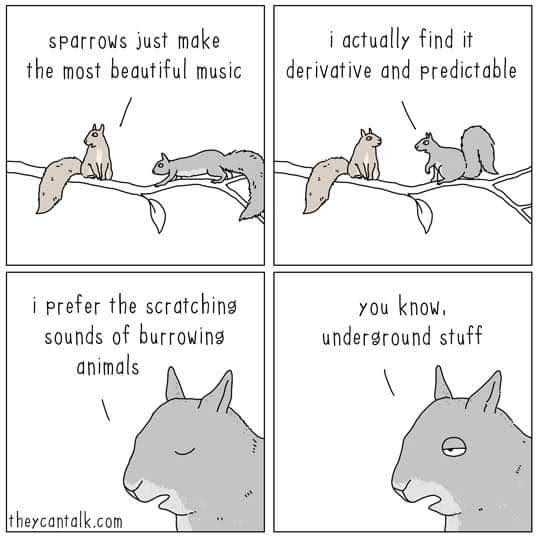 sparrows just make
the most beautiful music
i actually find it
derivative and predictable
i prefer the scratching
sounds of burrowing
animals
you know,
underground stuff
theycantalk.com